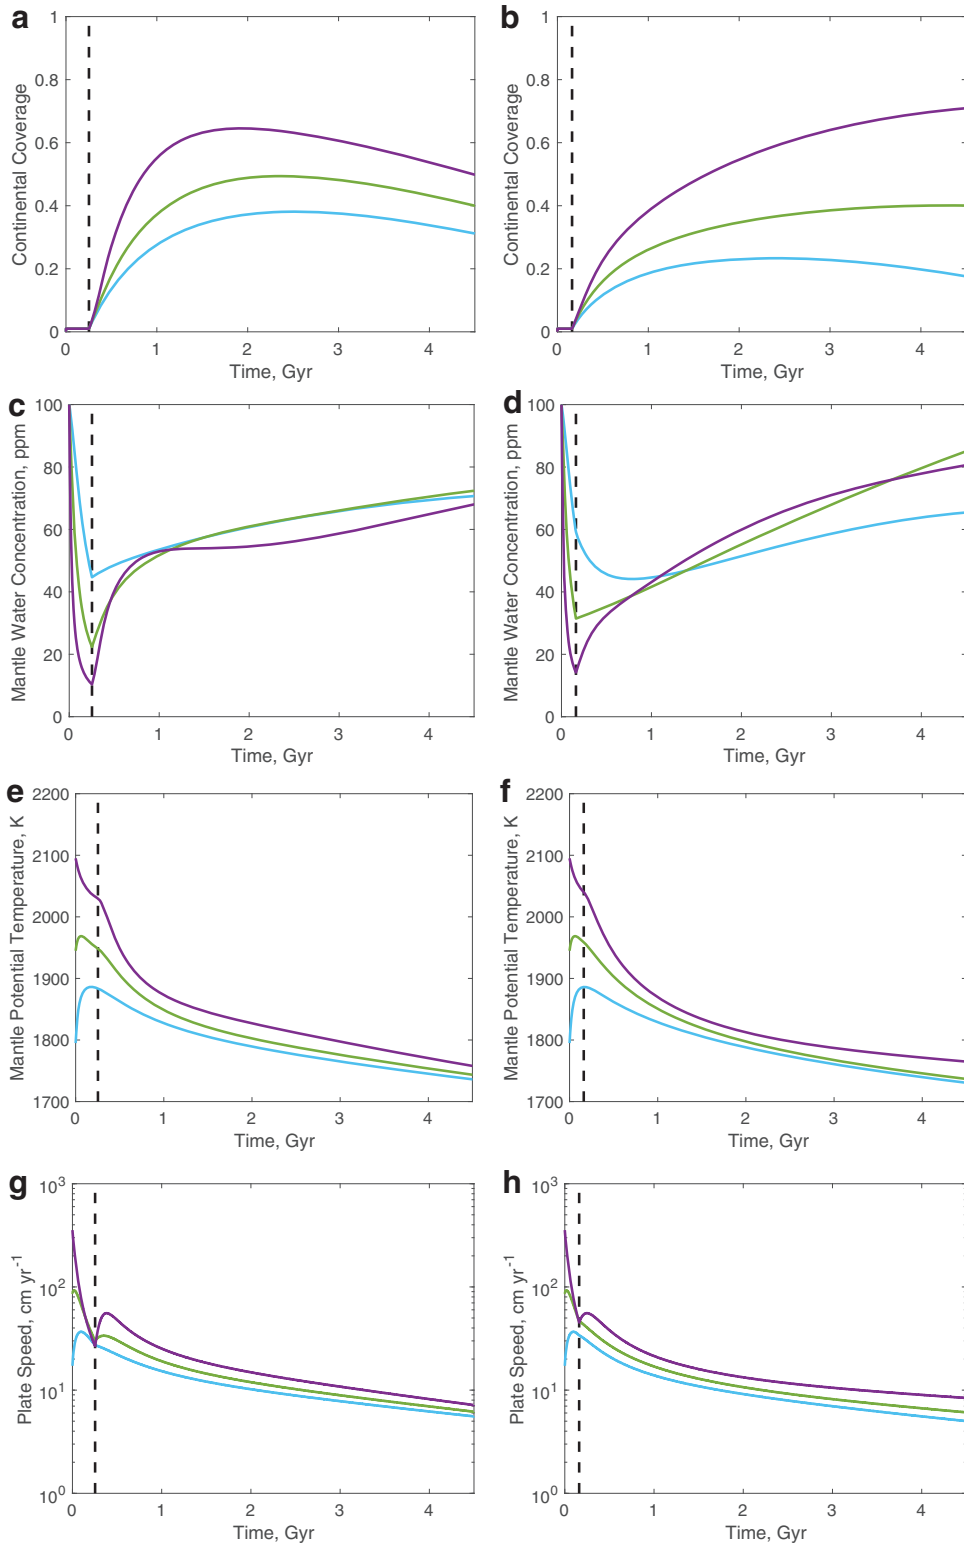 a
1
0.8
0.6
0.4
0.2
0
Continental Coverage
0 1 2 3 4
Time, Gyr
b
1
0.8
0.6
0.4
0.2
0
Continental Coverage
0 1 2 3 4
Time, Gyr
c
100
80
60
40
20
0
Mantle Water Concentration, ppm
0 1 2 3 4
Time, Gyr
d
100
80
60
40
20
0
Mantle Water Concentration, ppm
0 1 2 3 4
Time, Gyr
e
2200
2100
2000
1900
1800
1700
Mantle Potential Temperature, K
0 1 2 3 4
Time, Gyr
f
2200
2100
2000
1900
1800
1700
Mantle Potential Temperature, K
0 1 2 3 4
Time, Gyr
g
10³
10²
10¹
10⁰
Plate Speed, cm yr⁻¹
0 1 2 3 4
Time, Gyr
h
10³
10²
10¹
10⁰
Plate Speed, cm yr⁻¹
0 1 2 3 4
Time, Gyr